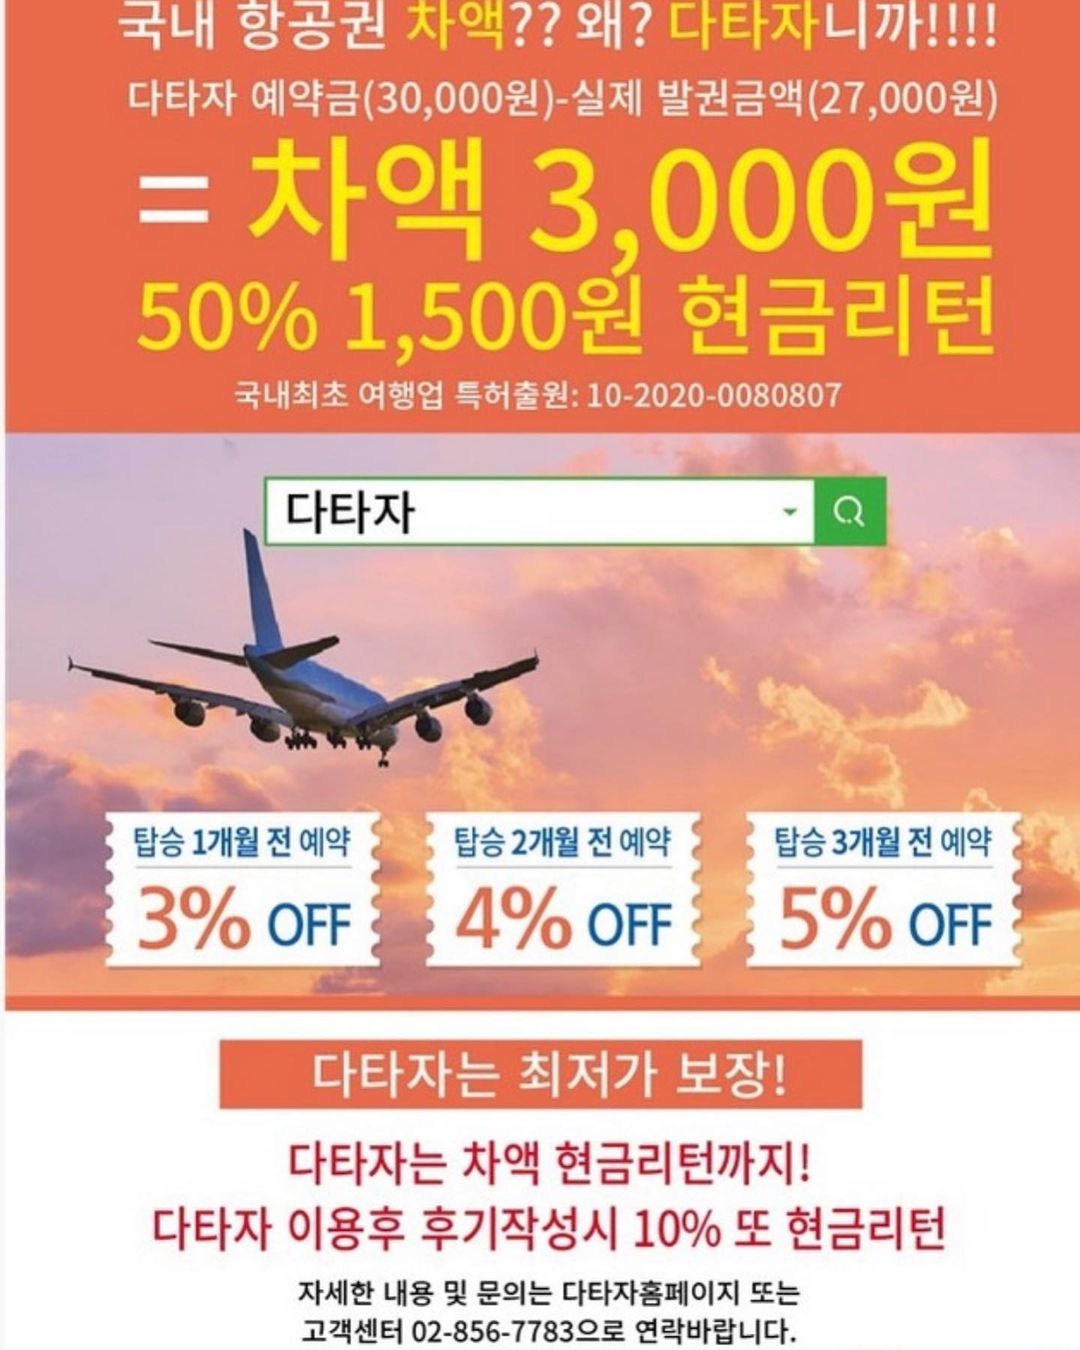 국내 항공권 차액?? 왜? 다타자니까!!!!
다타자 예약금(30,000원)-실제 발권금액(27,000원)
= 차액 3,000원
50% 1,500원 현금리턴
국내최초 여행업 특허출원: 10-2020-0080807
다타자
탑승 1개월 전 예약
3% OFF
탑승 2개월 전 예약
4% OFF
탑승 3개월 전 예약
5% OFF
다타자는 최저가 보장!
다타자는 차액 현금리턴까지!
다타자 이용후 후기작성시 10% 또 현금리턴
자세한 내용 및 문의는 다타자홈페이지 또는
고객센터 02-856-7783으로 연락바랍니다.